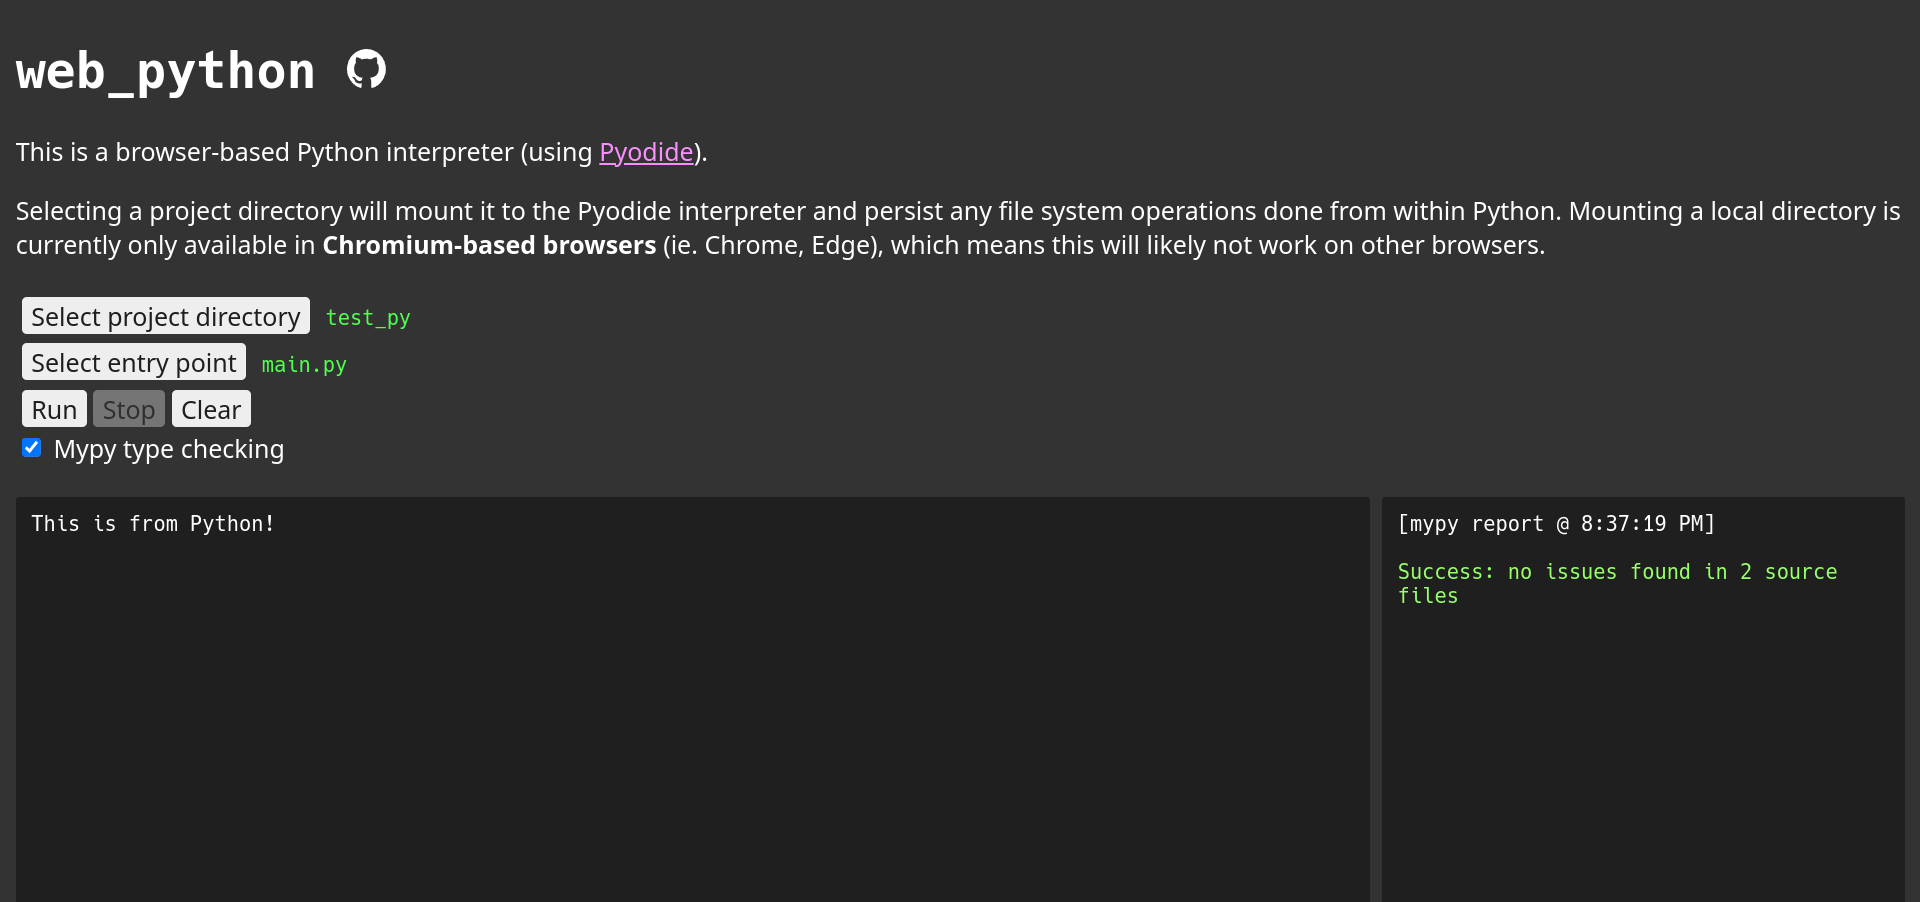 web_python
This is a browser-based Python interpreter (using Pyodide).
Selecting a project directory will mount it to the Pyodide interpreter and persist any file system operations done from within Python. Mounting a local directory is
currently only available in Chromium-based browsers (ie. Chrome, Edge), which means this will likely not work on other browsers.
Select project directory test_py
Select entry point main.py
Run Stop Clear
Mypy type checking
This is from Python!
[mypy report @ 8:37:19 PM]
Success: no issues found in 2 source
files